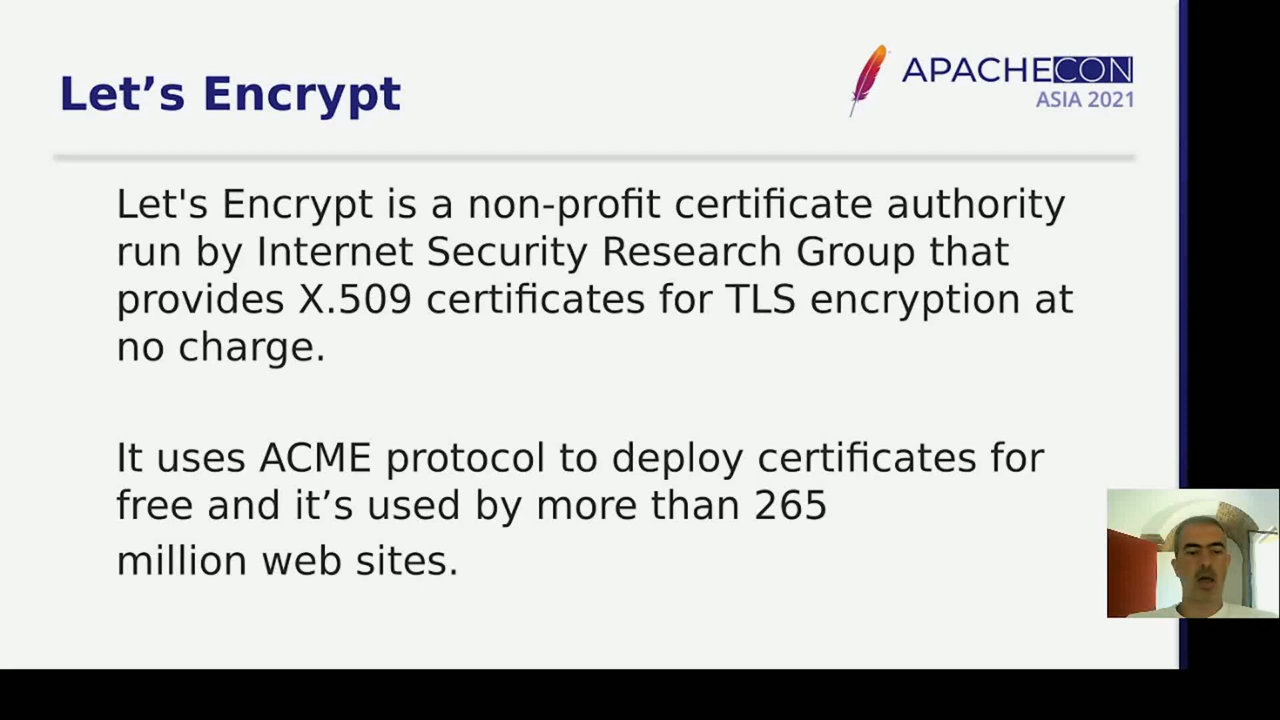 Let’s Encrypt
APACHECON
ASIA 2021
Let's Encrypt is a non-profit certificate authority
run by Internet Security Research Group that
provides X.509 certificates for TLS encryption at
no charge.
It uses ACME protocol to deploy certificates for
free and it’s used by more than 265
million web sites.